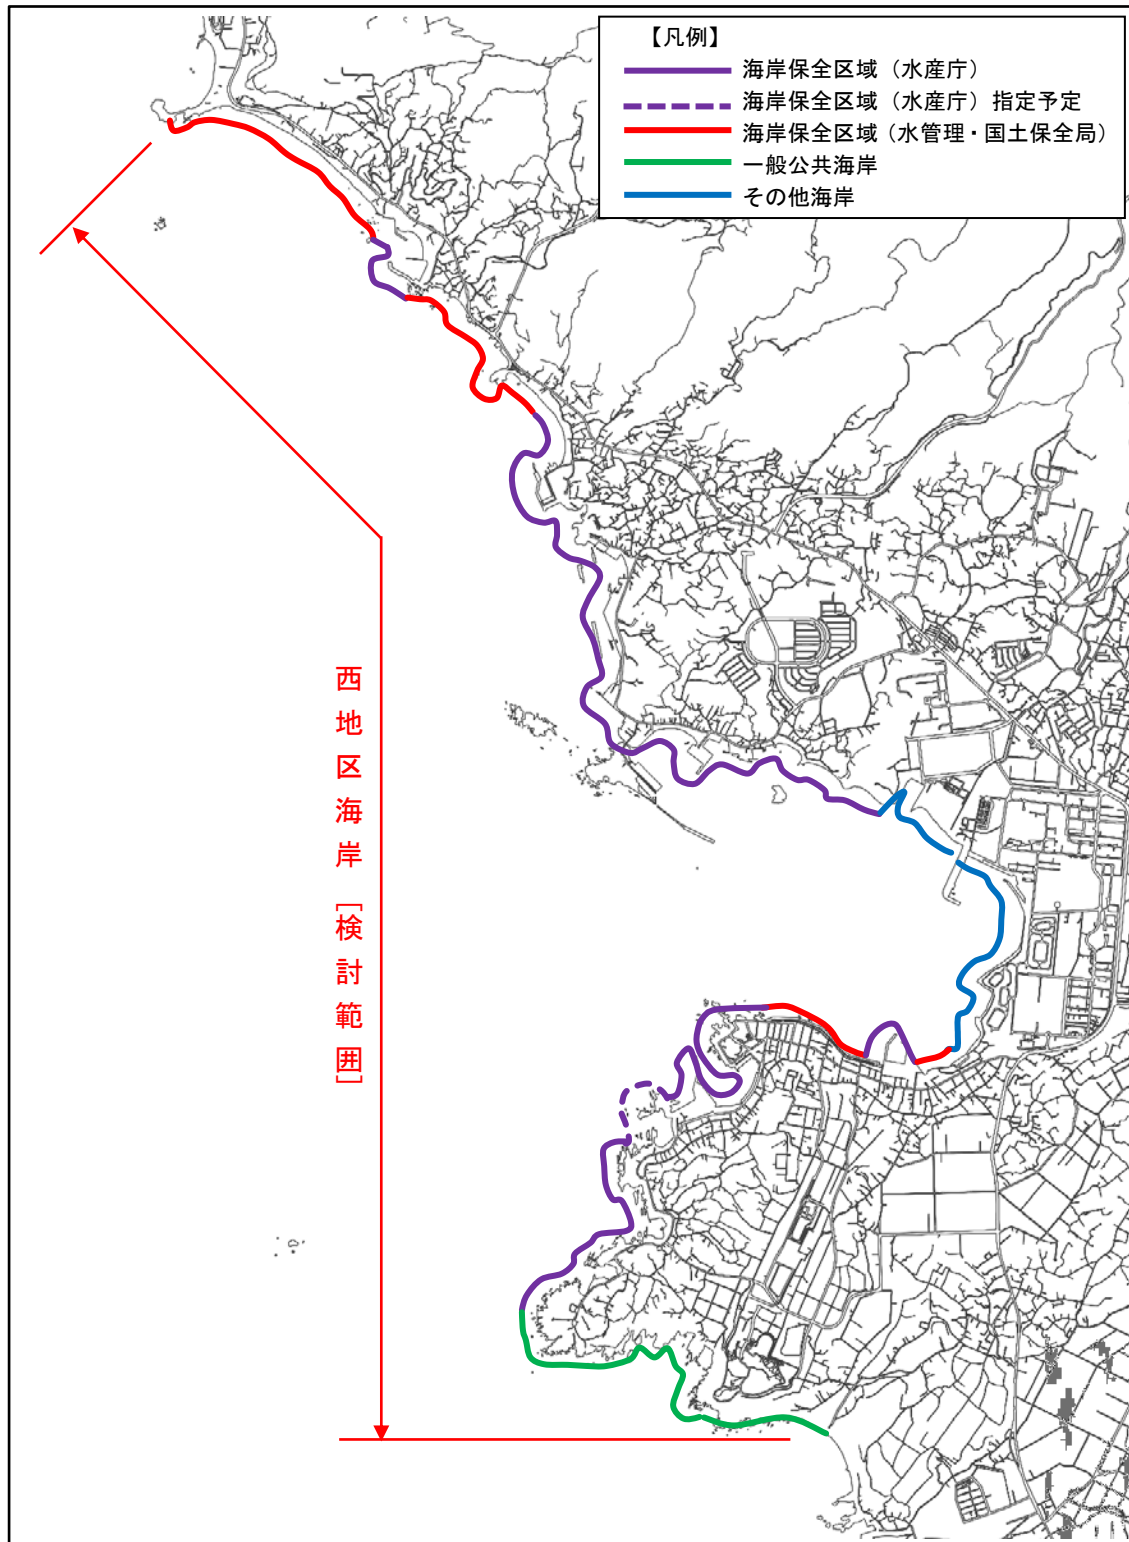 【凡例】
海岸保全区域（水産庁）
海岸保全区域（水産庁）指定予定
海岸保全区域（水管理・国土保全局）
一般公共海岸
その他海岸
西地区海岸［検討範囲］